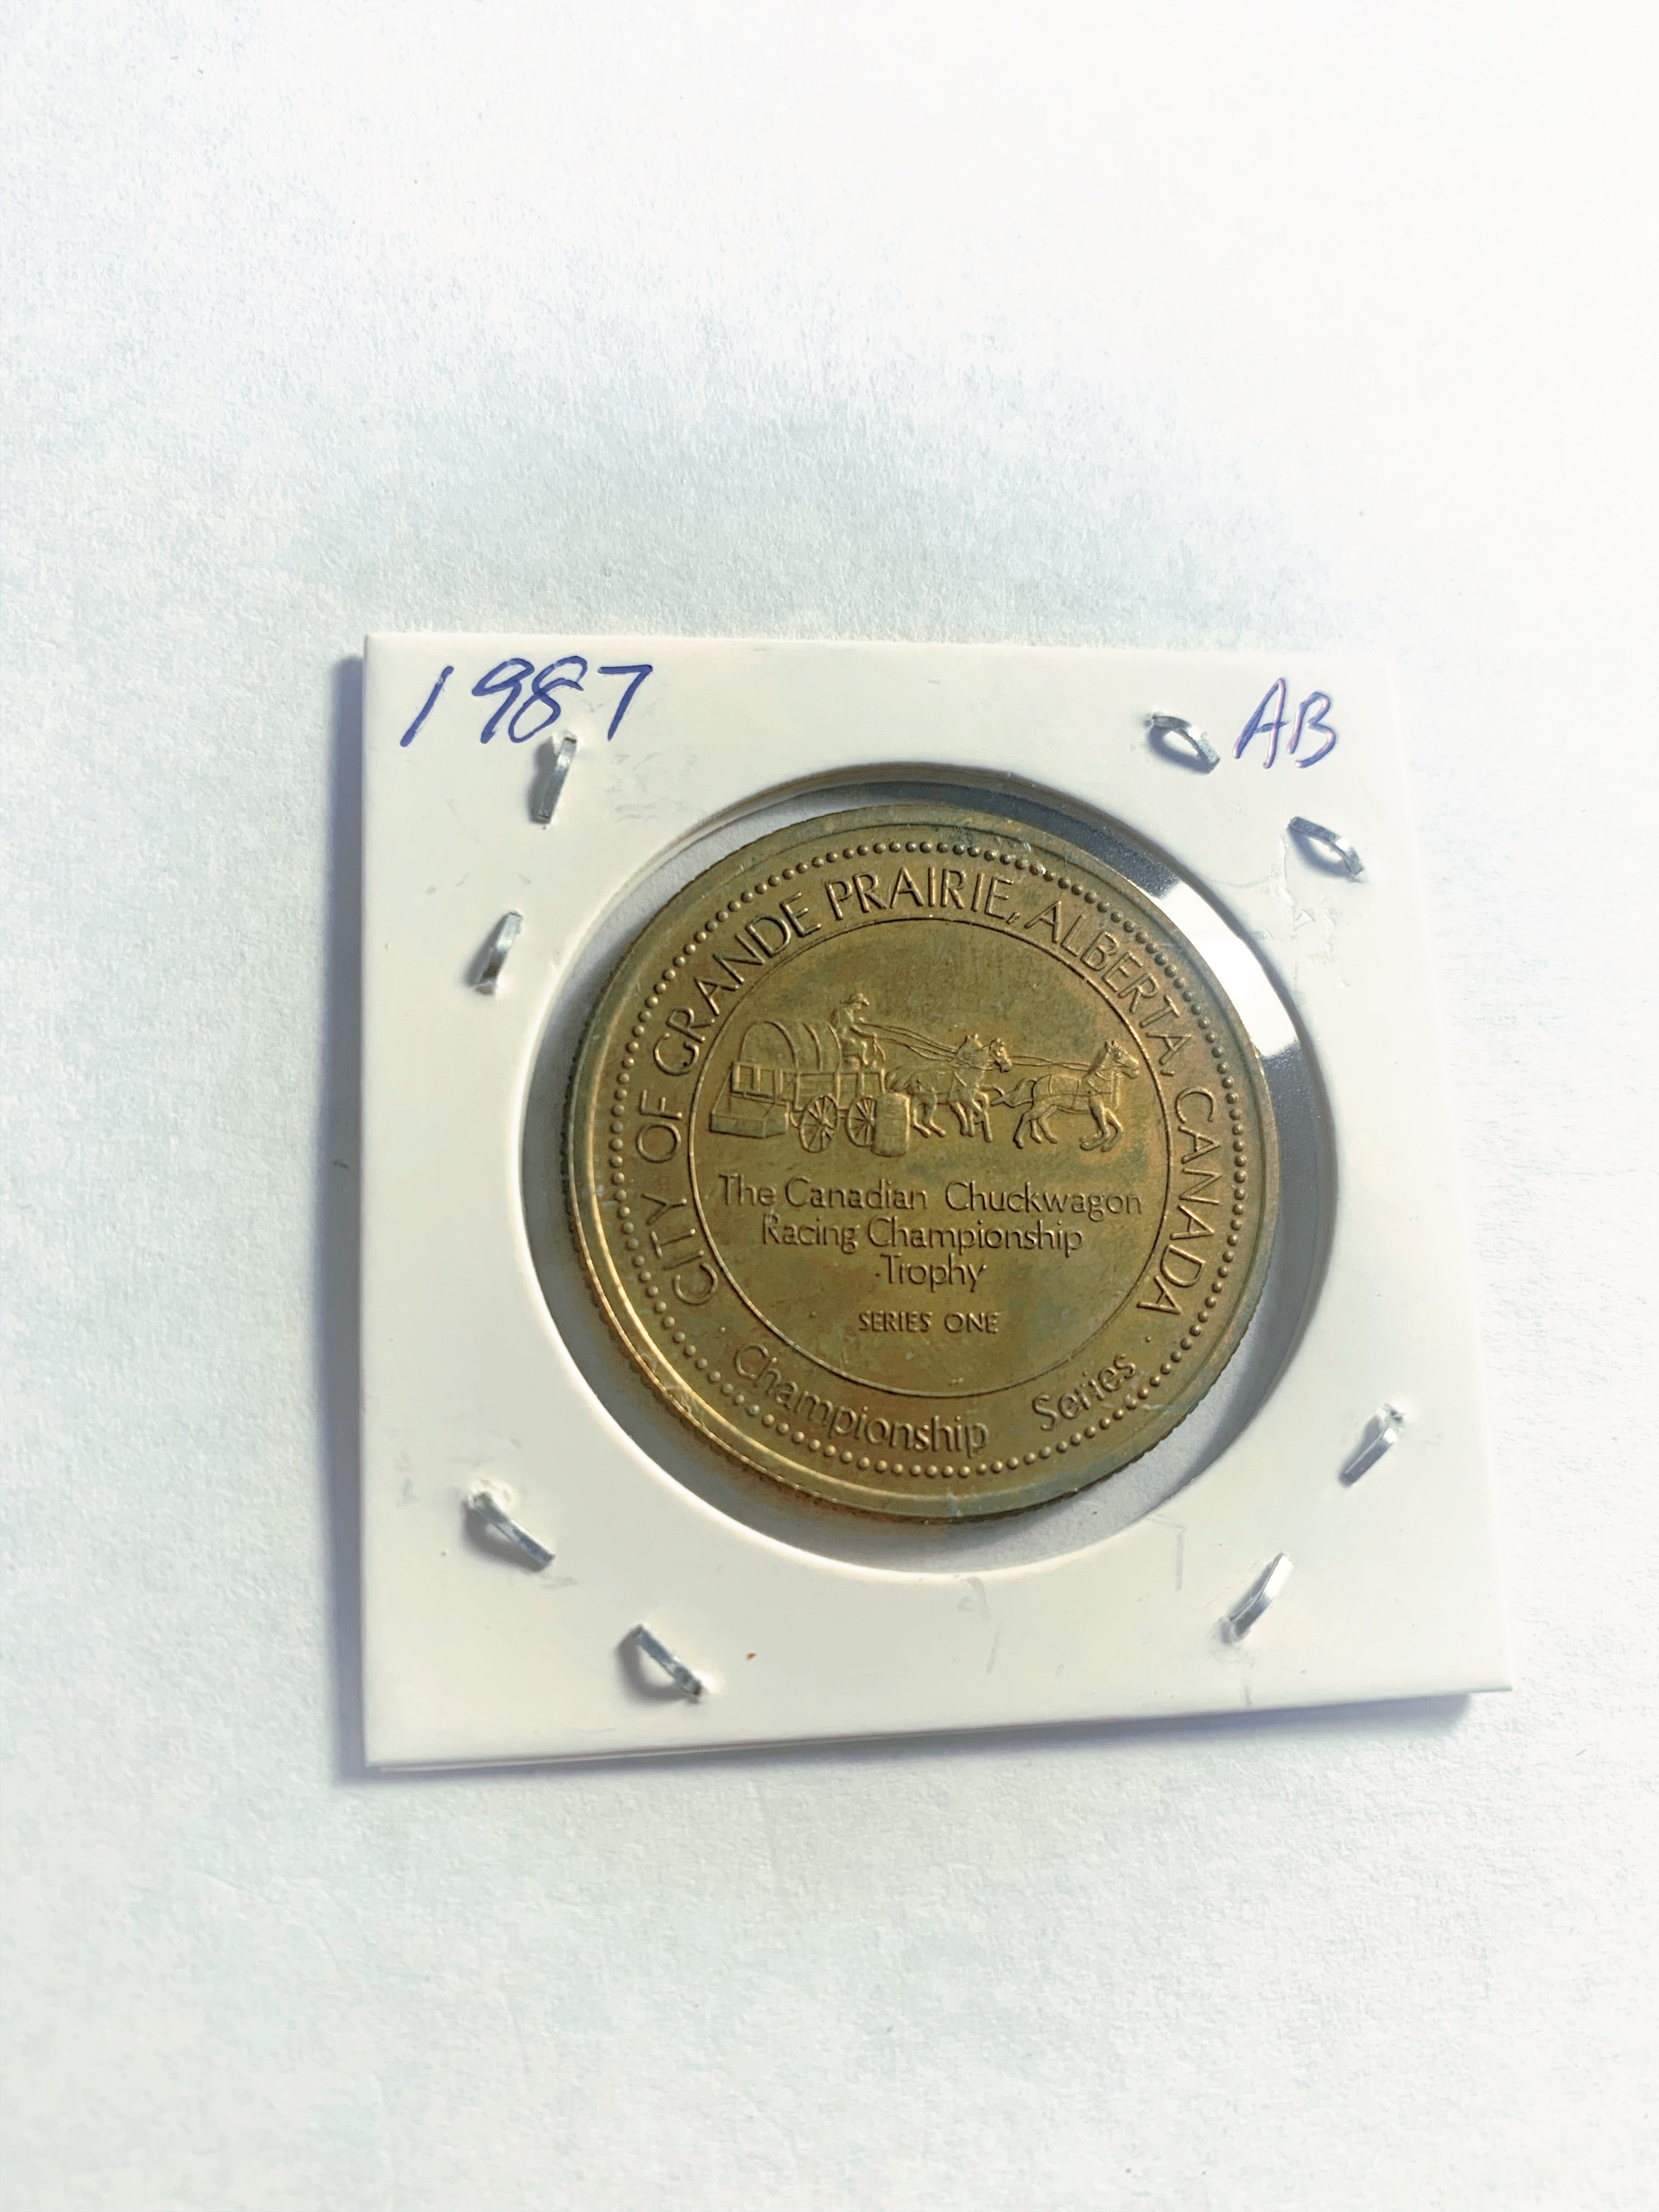 1987
AB
CITY OF GRANDE PRAIRIE, ALBERTA, CANADA
The Canadian Chuckwagon
Racing Championship
Trophy
SERIES ONE
Championship Series